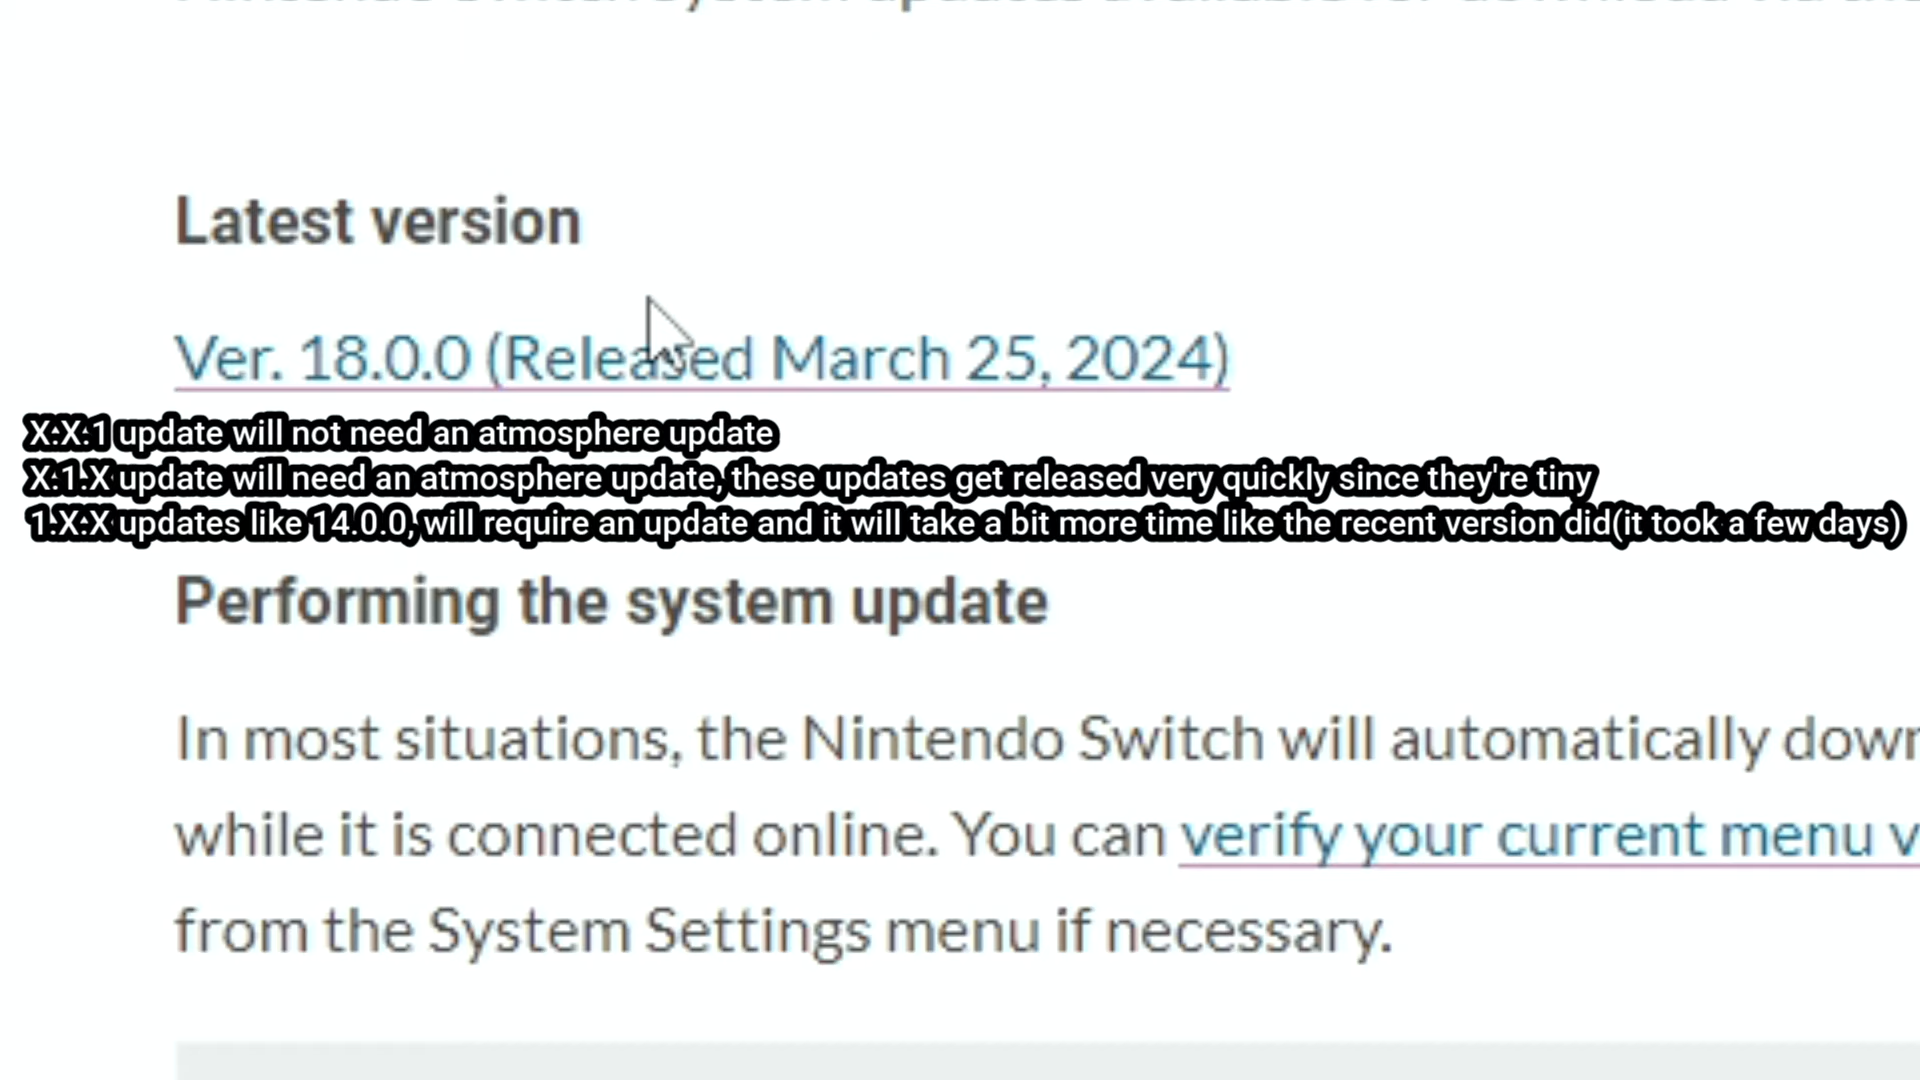 Latest version
Ver. 18.0.0 (Released March 25, 2024)
X.X.1 update will not need an atmosphere update
X.1.X update will need an atmosphere update, these updates get released very quickly since they're tiny
1.X.X updates like 14.0.0, will require an update and it will take a bit more time like the recent version did(it took a few days)
Performing the system update
In most situations, the Nintendo Switch will automatically
while it is connected online. You can verify your current menu
from the System Settings menu if necessary.